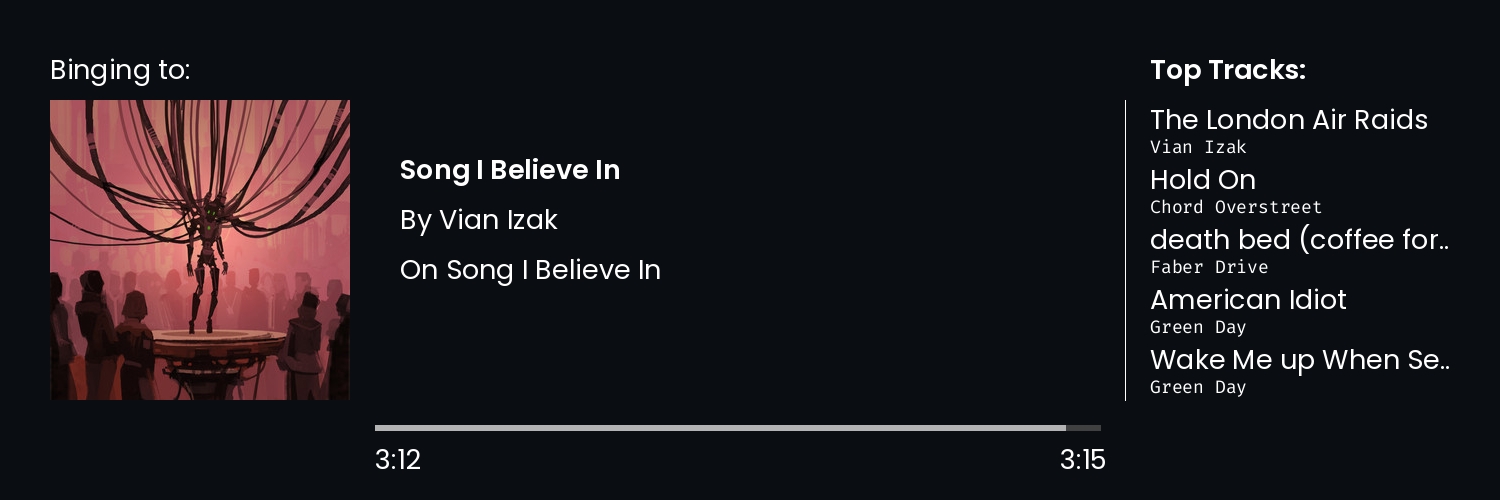 Binging to:
Song I Believe In
By Vian Izak
On Song I Believe In
3:12
3:15
Top Tracks:
The London Air Raids
Vian Izak
Hold On
Chord Overstreet
death bed (coffee for..
Faber Drive
American Idiot
Green Day
Wake Me up When Se..
Green Day